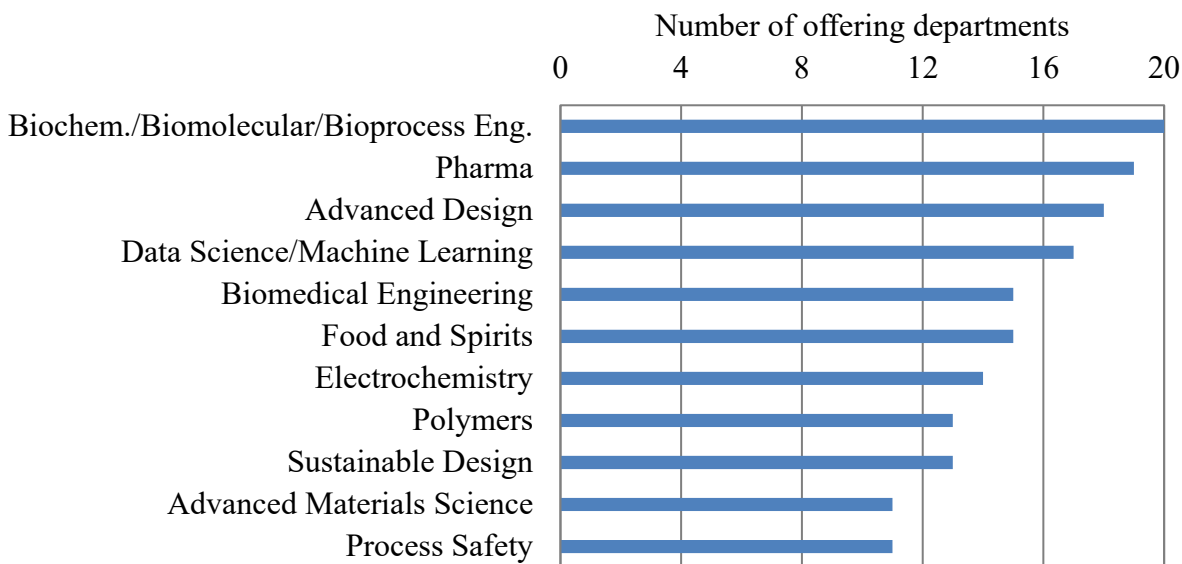 Number of offering departments
0 4 8 12 16 20
Biochem./Biomolecular/Bioprocess Eng.
Pharma
Advanced Design
Data Science/Machine Learning
Biomedical Engineering
Food and Spirits
Electrochemistry
Polymers
Sustainable Design
Advanced Materials Science
Process Safety